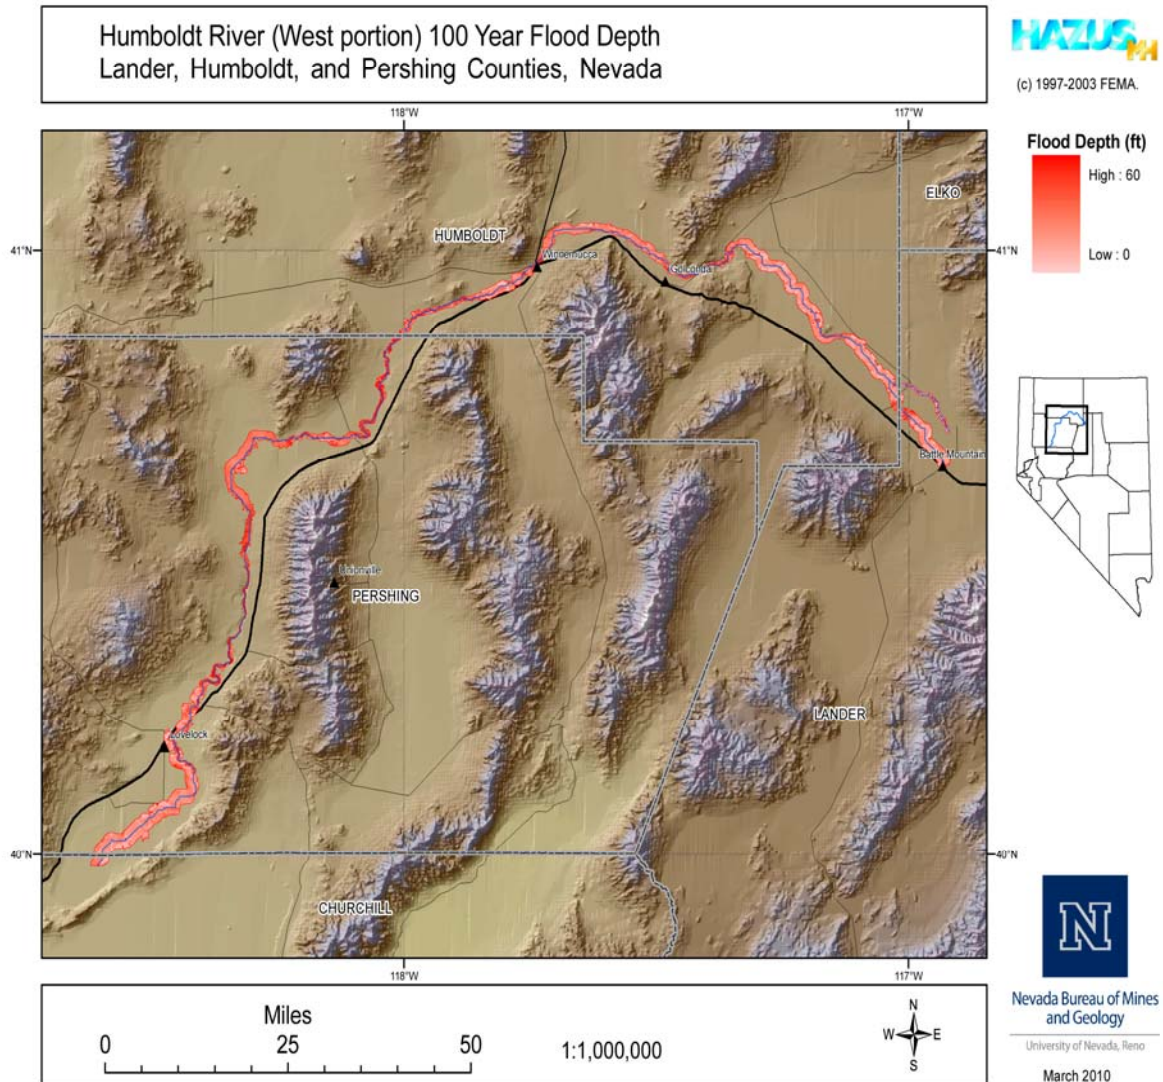 Humboldt River (West portion) 100 Year Flood Depth
Lander, Humboldt, and Pershing Counties, Nevada
HAZUS MH
(c) 1997-2003 FEMA.
118°W
117°W
Flood Depth (ft)
High : 60
Low : 0
ELKO
HUMBOLDT
41°N
41°N
Winnemucca
Golconda
Battle Mountain
Unionville
PERSHING
LANDER
Lovelock
40°N
40°N
CHURCHILL
118°W
117°W
Miles
0 25 50
1:1,000,000
N
W E
S
N
Nevada Bureau of Mines
and Geology
University of Nevada, Reno
March 2010